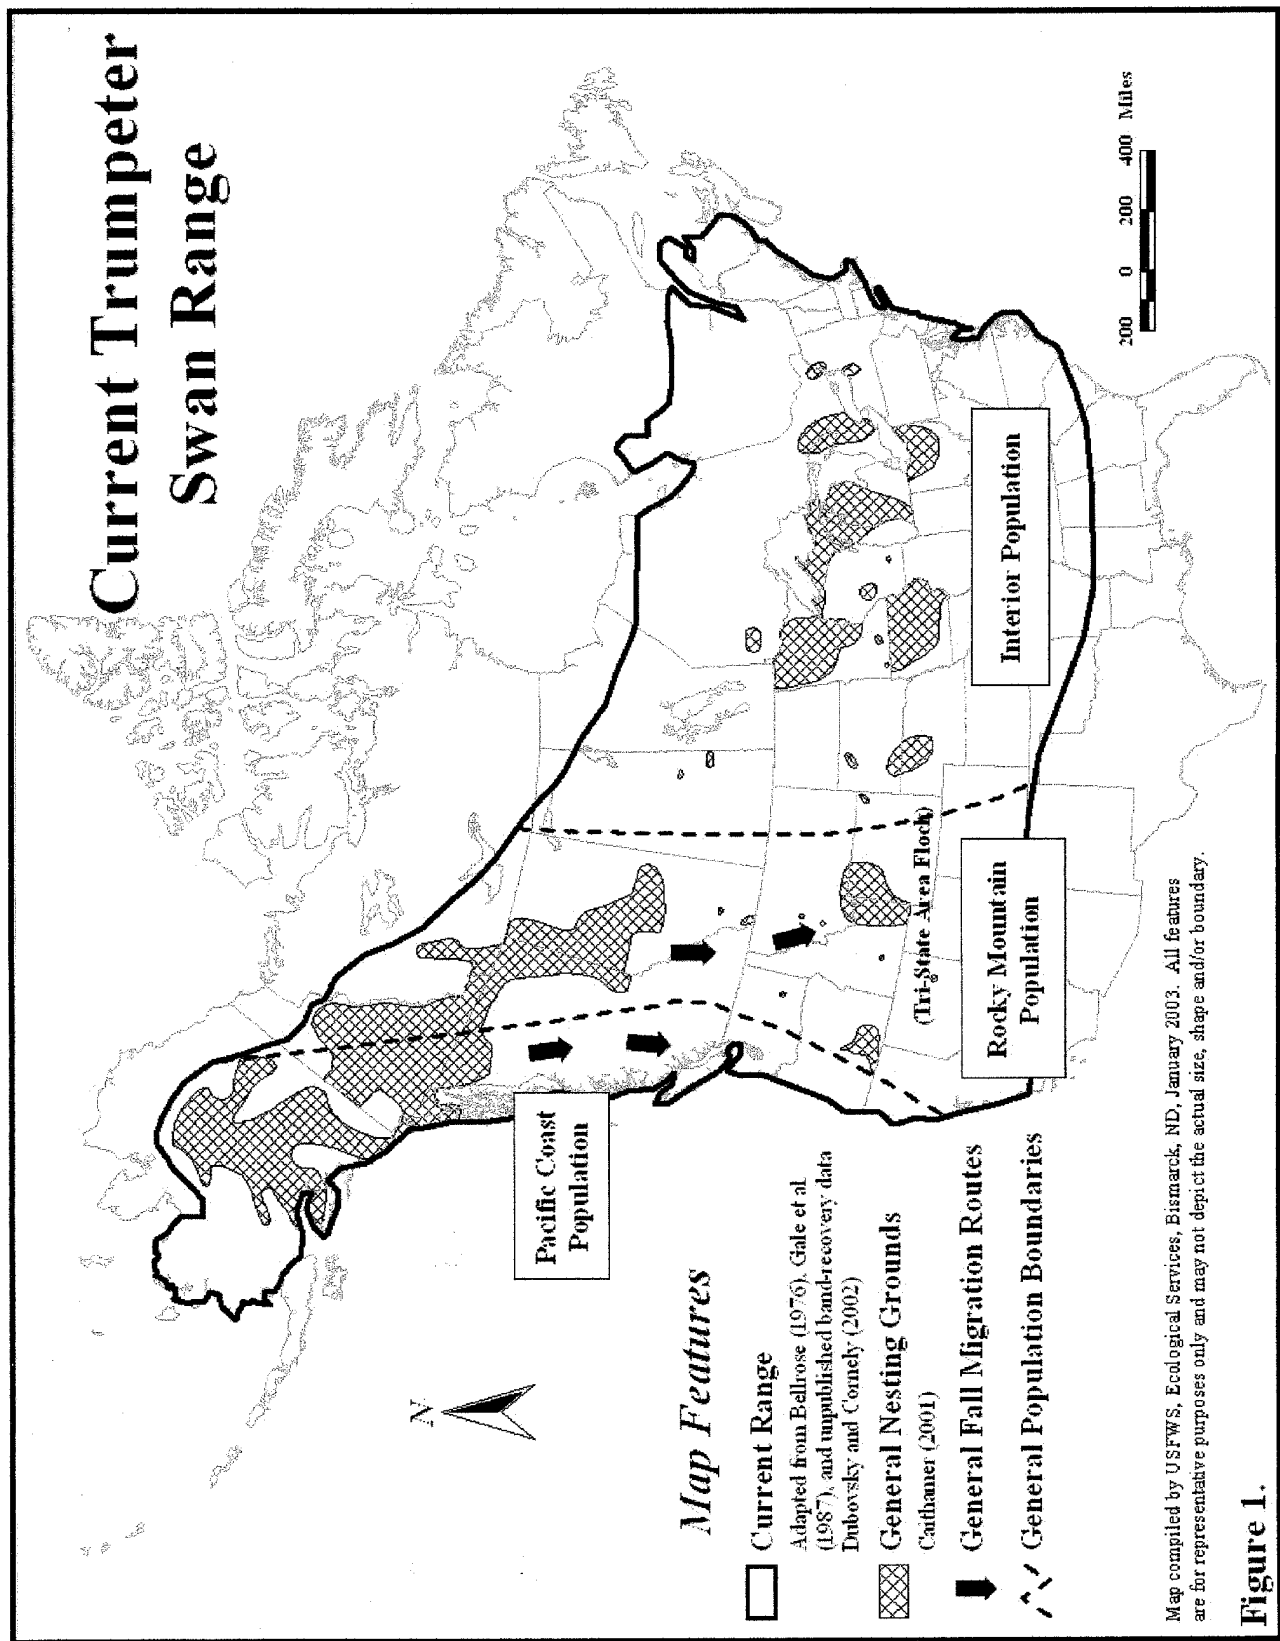 Current Trumpeter
Swan Range
N
Pacific Coast
Population
Rocky Mountain
Population
(Tri-State Area Flock)
Interior Population
Map Features
Current Range
Adapted from Bellrose (1976), Gale et al
(1987), and unpublished band-recovery data
Dubovsky and Cornely (2002)
General Nesting Grounds
Caithamer (2001)
General Fall Migration Routes
General Population Boundaries
200 0 200 400 Miles
Map compiled by USFWS, Ecological Services, Bismarck, ND, January 2003. All features
are for representative purposes only and may not depict the actual size, shape and/or boundary.
Figure 1.